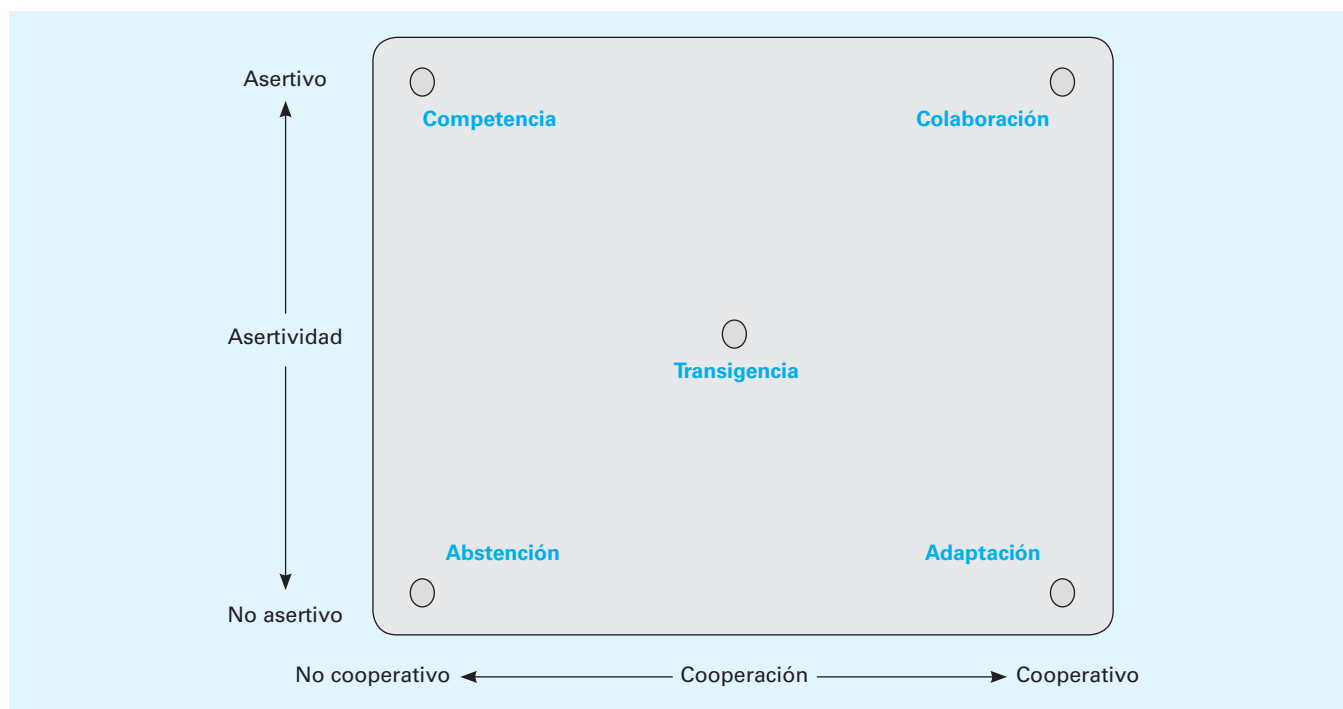 Asertivo
Competencia
Colaboración
Asertividad
Transigencia
Abstención
Adaptación
No asertivo
No cooperativo
Cooperación
Cooperativo